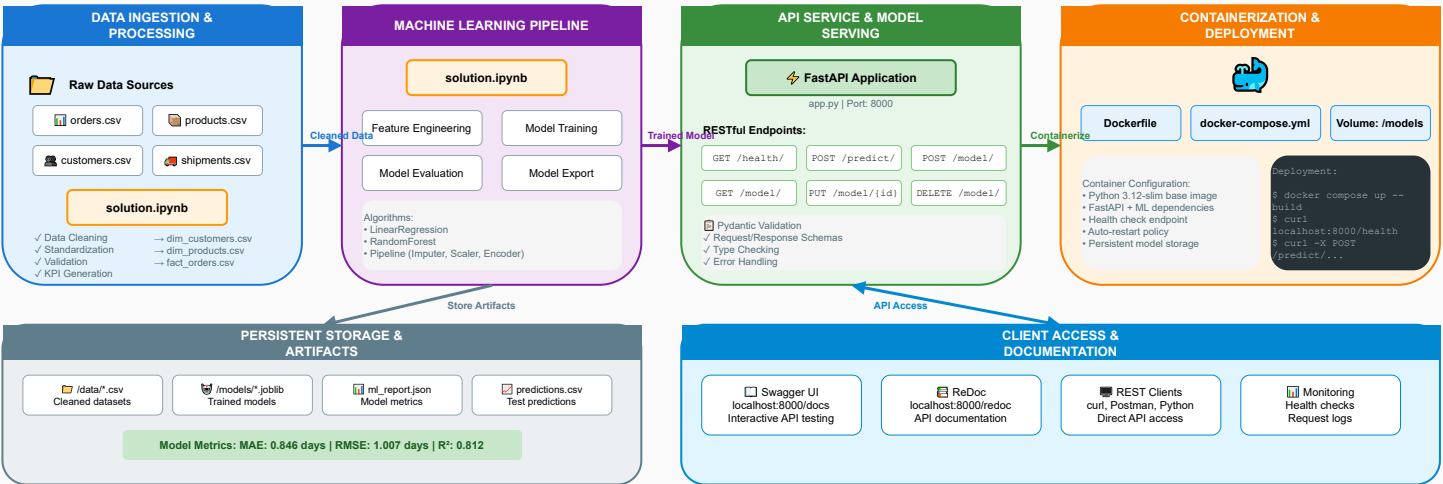 DATA INGESTION &
PROCESSING
Raw Data Sources
orders.csv
products.csv
customers.csv
shipments.csv
solution.ipynb
✓ Data Cleaning
✓ Standardization
✓ Validation
✓ KPI Generation
→ dim_customers.csv
→ dim_products.csv
→ fact_orders.csv
Cleaned Data
MACHINE LEARNING PIPELINE
solution.ipynb
Feature Engineering
Model Training
Model Evaluation
Model Export
Algorithms:
• LinearRegression
• RandomForest
• Pipeline (Imputer, Scaler, Encoder)
Trained Model
API SERVICE & MODEL
SERVING
⚡ FastAPI Application
app.py | Port: 8000
RESTful Endpoints:
GET /health/
POST /predict/
POST /model/
GET /model/
PUT /model/{id}
DELETE /model/
Pydantic Validation
✓ Request/Response Schemas
✓ Type Checking
✓ Error Handling
Containerize
CONTAINERIZATION &
DEPLOYMENT
Dockerfile
docker-compose.yml
Volume: /models
Container Configuration:
• Python 3.12-slim base image
• FastAPI + ML dependencies
• Health check endpoint
• Auto-restart policy
• Persistent model storage
Deployment:
$ docker compose up --
build
$ curl
localhost:8000/health
$ curl -X POST
/predict/...
Store Artifacts
API Access
PERSISTENT STORAGE &
ARTIFACTS
/data/*.csv
Cleaned datasets
/models/*.joblib
Trained models
ml_report.json
Model metrics
predictions.csv
Test predictions
Model Metrics: MAE: 0.846 days | RMSE: 1.007 days | R²: 0.812
CLIENT ACCESS &
DOCUMENTATION
Swagger UI
localhost:8000/docs
Interactive API testing
ReDoc
localhost:8000/redoc
API documentation
REST Clients
curl, Postman, Python
Direct API access
Monitoring
Health checks
Request logs